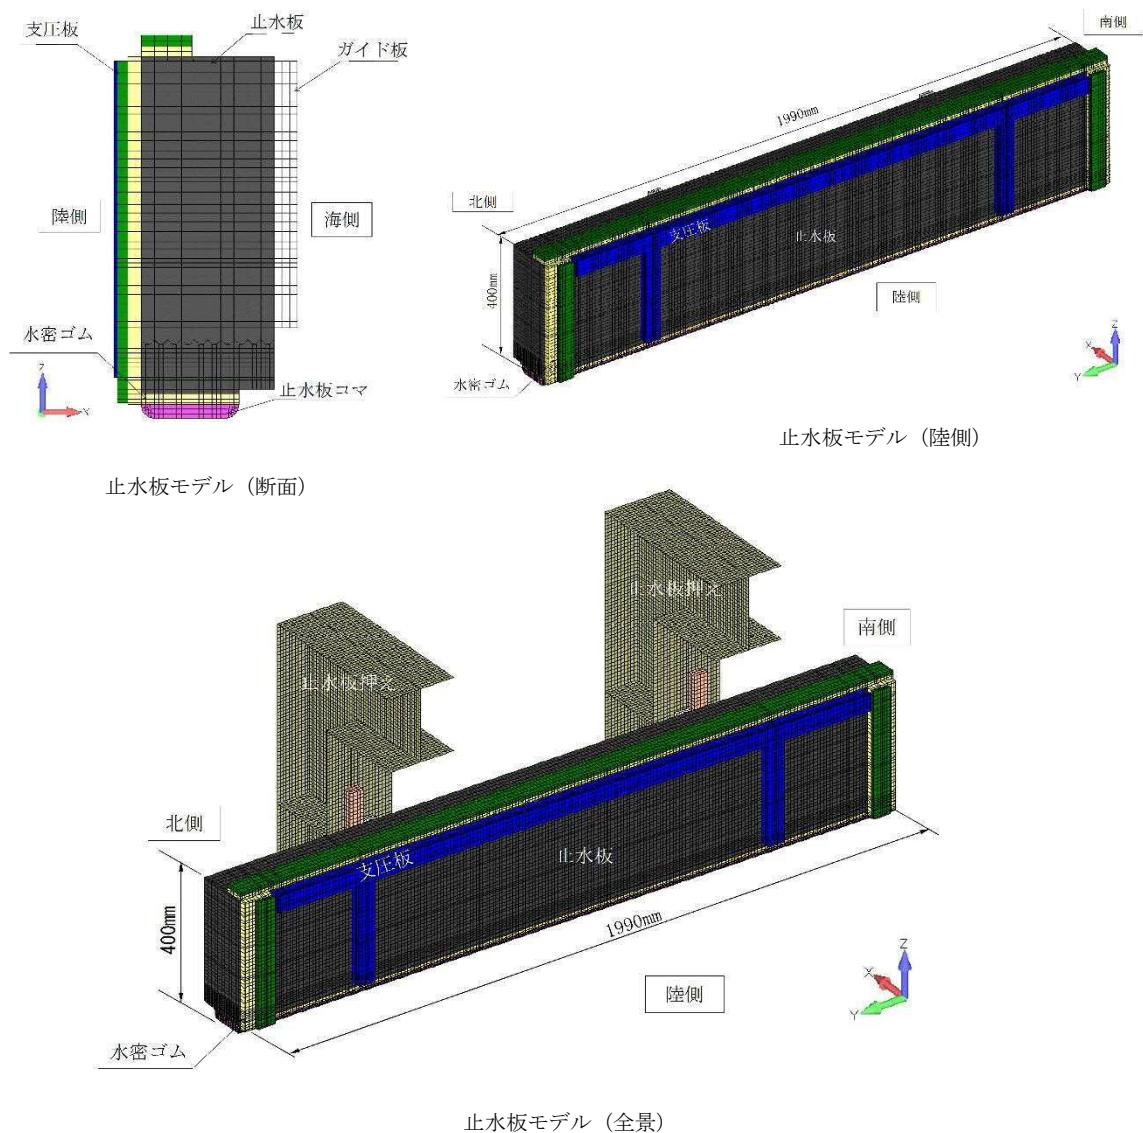 支圧板
止水板
ガイド板
陸側
海側
水密ゴム
止水板コマ
Z
X
止水板モデル（断面）
南側
1990mm
北側
支圧板
止水板
400mm
陸側
水密ゴム
Z
X
Y
止水板モデル（陸側）
止水板押え
止水板押え
南側
北側
支圧板
止水板
400mm
1990mm
陸側
水密ゴム
Z
X
Y
止水板モデル（全景）